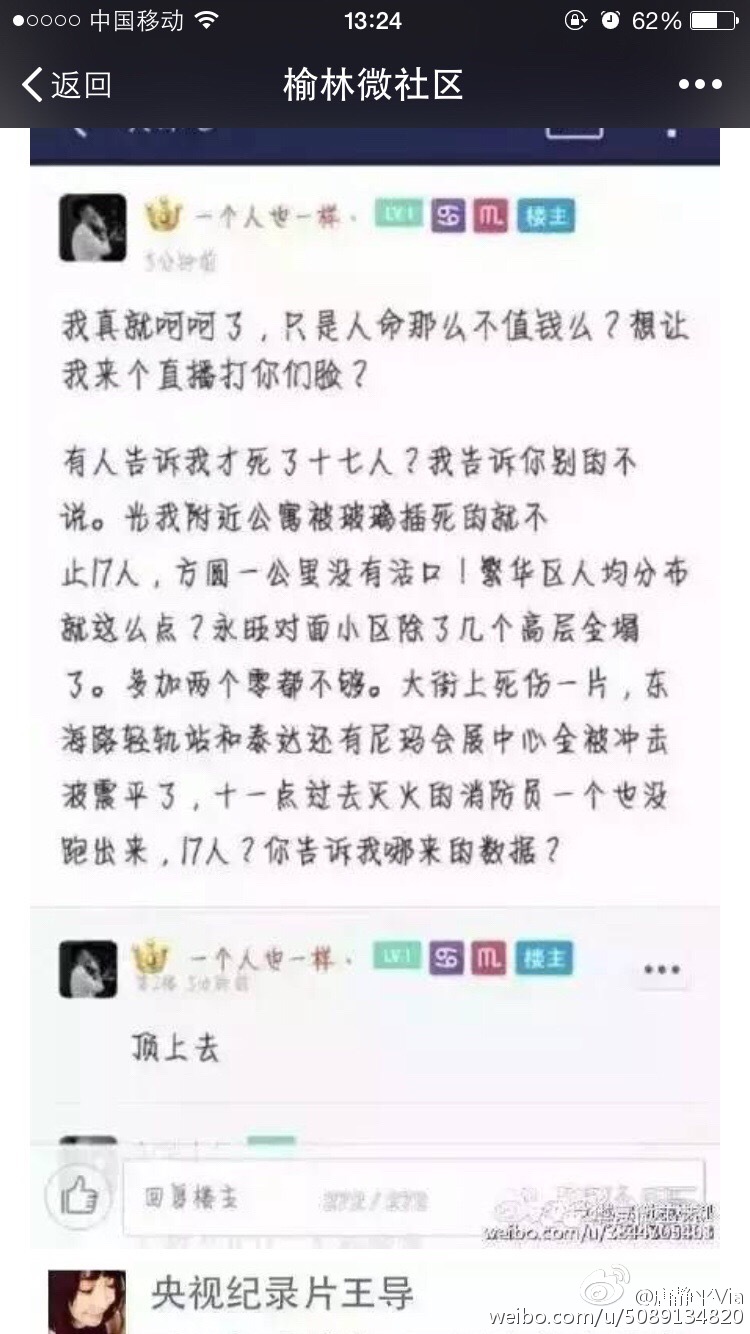 中国移动 13:24 62%
返回 榆林微社区
一个人也一样. LV.1 楼主
3分钟前
我真就呵呵了，只是人命那么不值钱么？想让
我来个直播打你们脸？
有人告诉我才死了十七人？我告诉你别的不
说。光我附近公寓被玻璃插死的就不
止17人，方圆一公里没有活口！繁华区人均分布
就这么点？永旺对面小区除了几个高层全塌
了。多加两个零都不够。大街上死伤一片，东
海路轻轨站和泰达还有尼玛会展中心全被冲击
波震平了，十一点过去灭火的消防员一个也没
跑出来，17人？你告诉我哪来的数据？
一个人也一样. LV.1 楼主
第2楼 3分钟前
顶上去
回复楼主 272 / 272
央视纪录片王导
weibo.com/u/5089134820